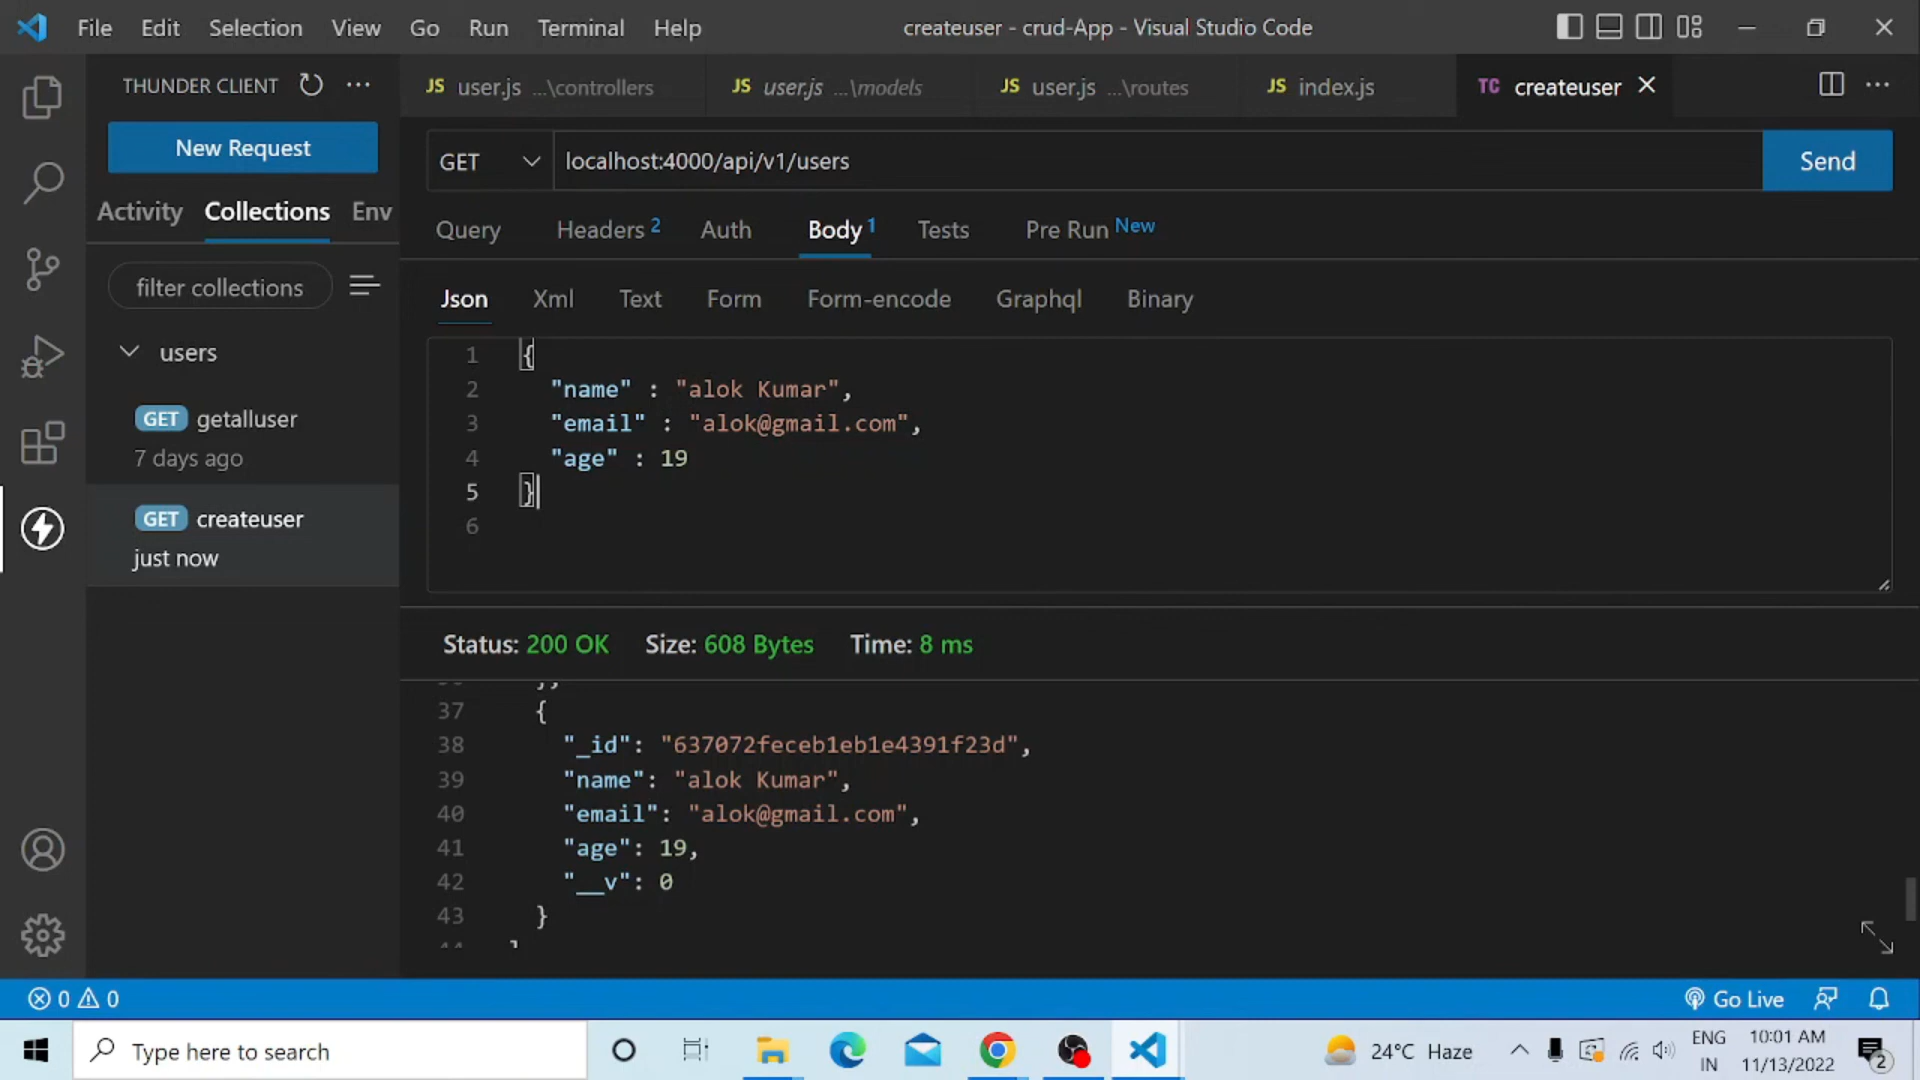 File Edit Selection View Go Run Terminal Help createuser - crud-App - Visual Studio Code
THUNDER CLIENT
JS user.js ...\controllers JS user.js ...\models JS user.js ...\routes JS index.js TC createuser
New Request
GET localhost:4000/api/v1/users Send
Activity Collections Env
Query Headers 2 Auth Body 1 Tests Pre Run New
filter collections
Json Xml Text Form Form-encode Graphql Binary
users
GET getalluser
7 days ago
GET createuser
just now
1 {
2 "name" : "alok Kumar",
3 "email" : "alok@gmail.com",
4 "age" : 19
5 }
6
Status: 200 OK Size: 608 Bytes Time: 8 ms
37 {
38 "_id": "637072feceb1eb1e4391f23d",
39 "name": "alok Kumar",
40 "email": "alok@gmail.com",
41 "age": 19,
42 "__v": 0
43 }
0 0 Go Live
Type here to search 24°C Haze ENG IN 10:01 AM 11/13/2022 2